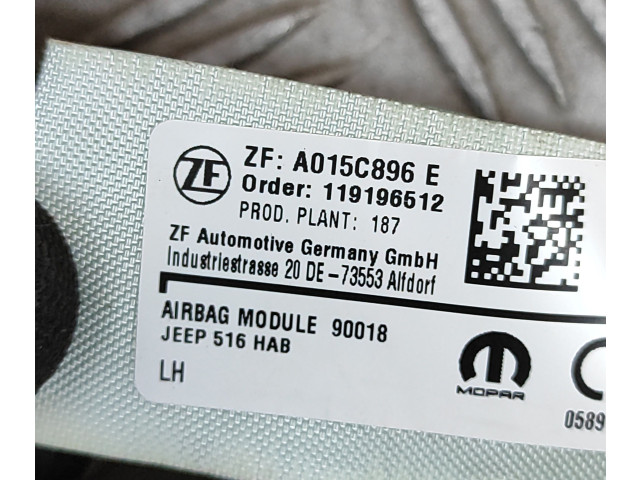 ZF
ZF: A015C896 E
Order: 119196512
PROD. PLANT: 187
ZF Automotive Germany GmbH
Industriestrasse 20 DE-73553 Alfdorf
AIRBAG MODULE 90018
JEEP 516 HAB
LH
MOPAR
0589